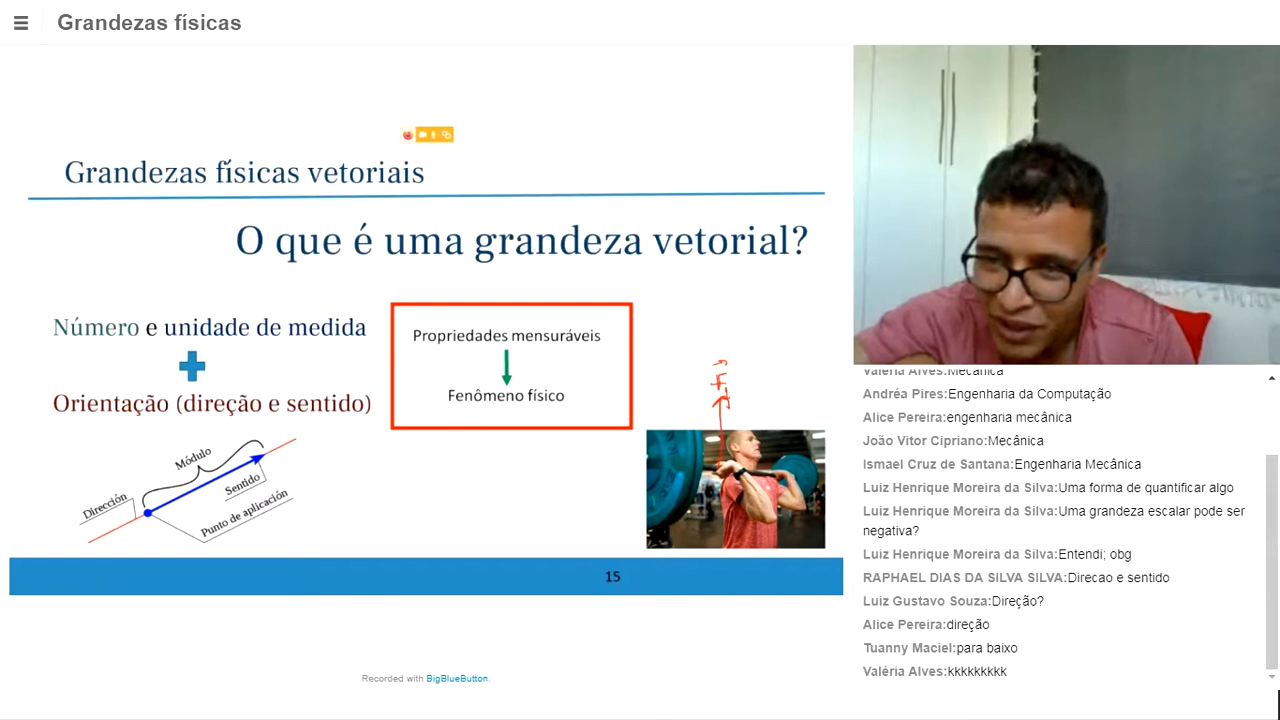 Grandezas físicas
Grandezas físicas vetoriais
O que é uma grandeza vetorial?
Número e unidade de medida
Orientação (direção e sentido)
Propriedades mensuráveis
Fenômeno físico
Módulo
Dirección
Sentido
Punto de aplicación
F
15
Recorded with BigBlueButton.
Valéria Alves:Mecânica
Andréa Pires:Engenharia da Computação
Alice Pereira:engenharia mecânica
João Vitor Cipriano:Mecânica
Ismael Cruz de Santana:Engenharia Mecânica
Luiz Henrique Moreira da Silva:Uma forma de quantificar algo
Luiz Henrique Moreira da Silva:Uma grandeza escalar pode ser
negativa?
Luiz Henrique Moreira da Silva:Entendi; obg
RAPHAEL DIAS DA SILVA SILVA:Direcao e sentido
Luiz Gustavo Souza:Direção?
Alice Pereira:direção
Tuanny Maciel:para baixo
Valéria Alves:kkkkkkkkk